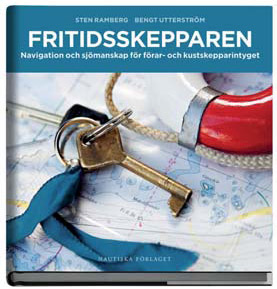 STEN RAMBERG BENGT UTTERSTRÖM
FRITIDSSKEPPAREN
Navigation och sjömanskap för förar- och kustskepparintyget
NAUTISKA FÖRLAGET